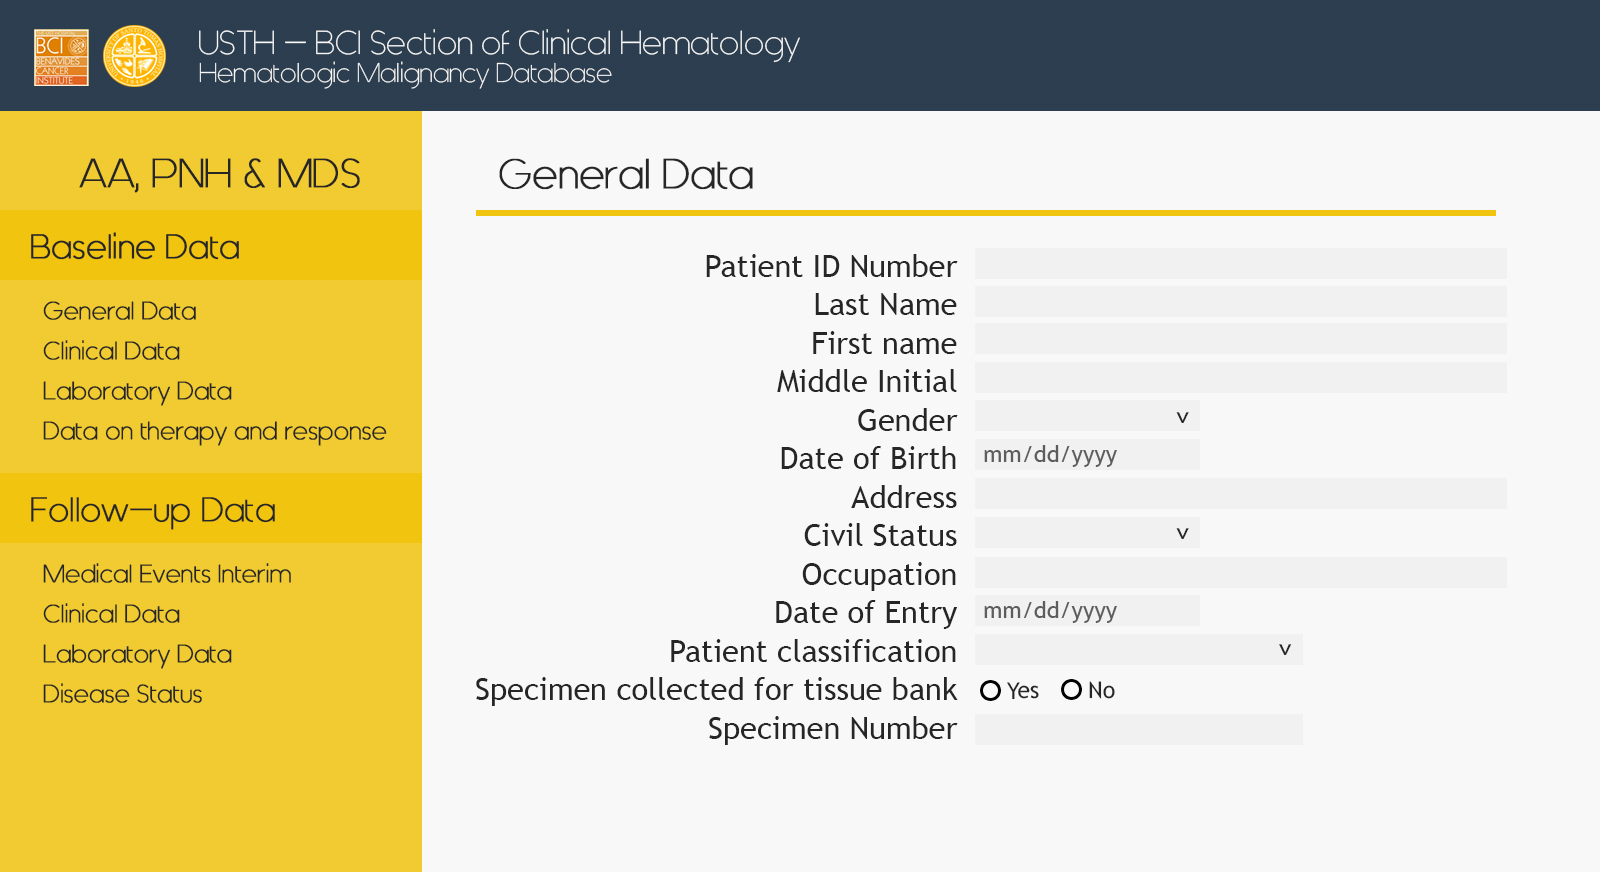 BCI
BENAVIDES
CANCER
INSTITUTE
USTH – BCI Section of Clinical Hematology
Hematologic Malignancy Database
AA, PNH & MDS
Baseline Data
General Data
Clinical Data
Laboratory Data
Data on therapy and response
Follow-up Data
Medical Events Interim
Clinical Data
Laboratory Data
Disease Status
General Data
Patient ID Number
Last Name
First name
Middle Initial
Gender v
Date of Birth mm/dd/yyyy
Address
Civil Status v
Occupation
Date of Entry mm/dd/yyyy
Patient classification v
Specimen collected for tissue bank Yes No
Specimen Number